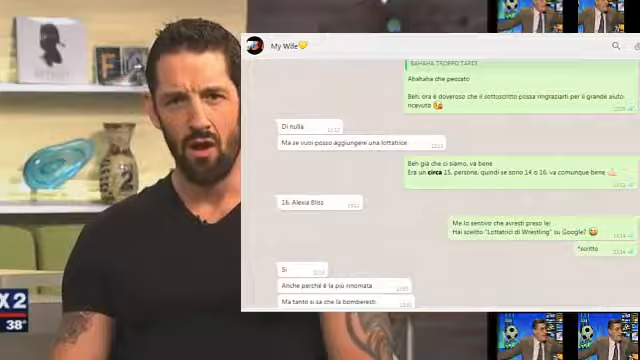 My Wife
SAHAHA TROPPO TARDI
Ahahaha che peccato
Beh, ora è doveroso che il sottoscritto possa ringraziarti per il grande aiuto
ricevuto
Di nulla
Ma se vuoi posso aggiungere una lottatrice
Beh già che ci siamo, va bene
Era un circa 15, persone, quindi se sono 14 o 16, va comunque bene
16. Alexia Bliss
Me lo sentivo che avresti preso lei
Hai scelitto "Lottatrici di Wrestling" su Google?
*scritto
Si
Anche perché è la più rinomata
Ma tanto si sa che la bomberesti
X 2
38°